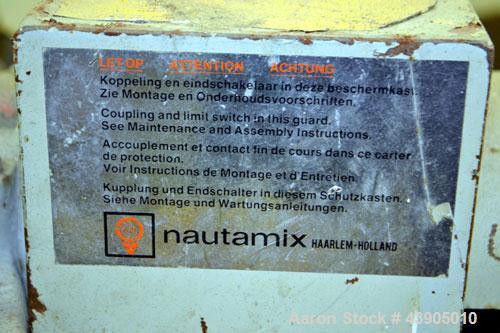 LET OP ATTENTION ACHTUNG
Koppeling en eindschakelaar in deze beschermkast.
Zie Montage en Onderhoudsvoorschriften.
Coupling and limit switch in this guard.
See Maintenance and Assembly Instructions.
Acccuplement et contact fin de cours dans ce carter
de protection.
Voir Instructions de Montage et d'Entretien.
Kupplung und Endschalter in diesem Schutzkasten.
Siehe Montage und Wartungsanleitungen.
nautamix HAARLEM-HOLLAND
Aaron Stock # 46905010